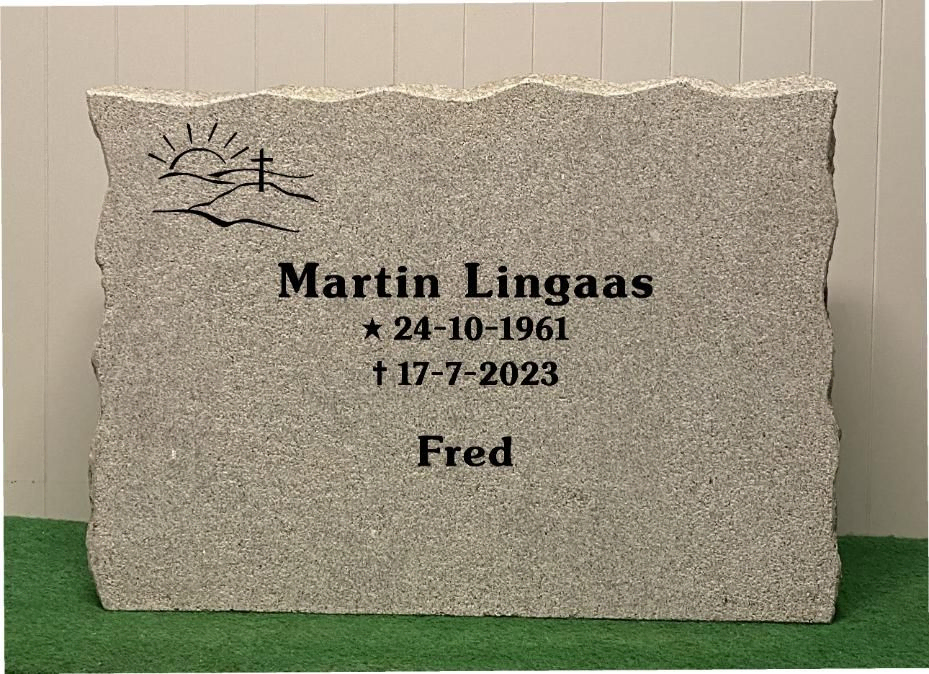 Martin Lingaas
★ 24-10-1961
† 17-7-2023
Fred